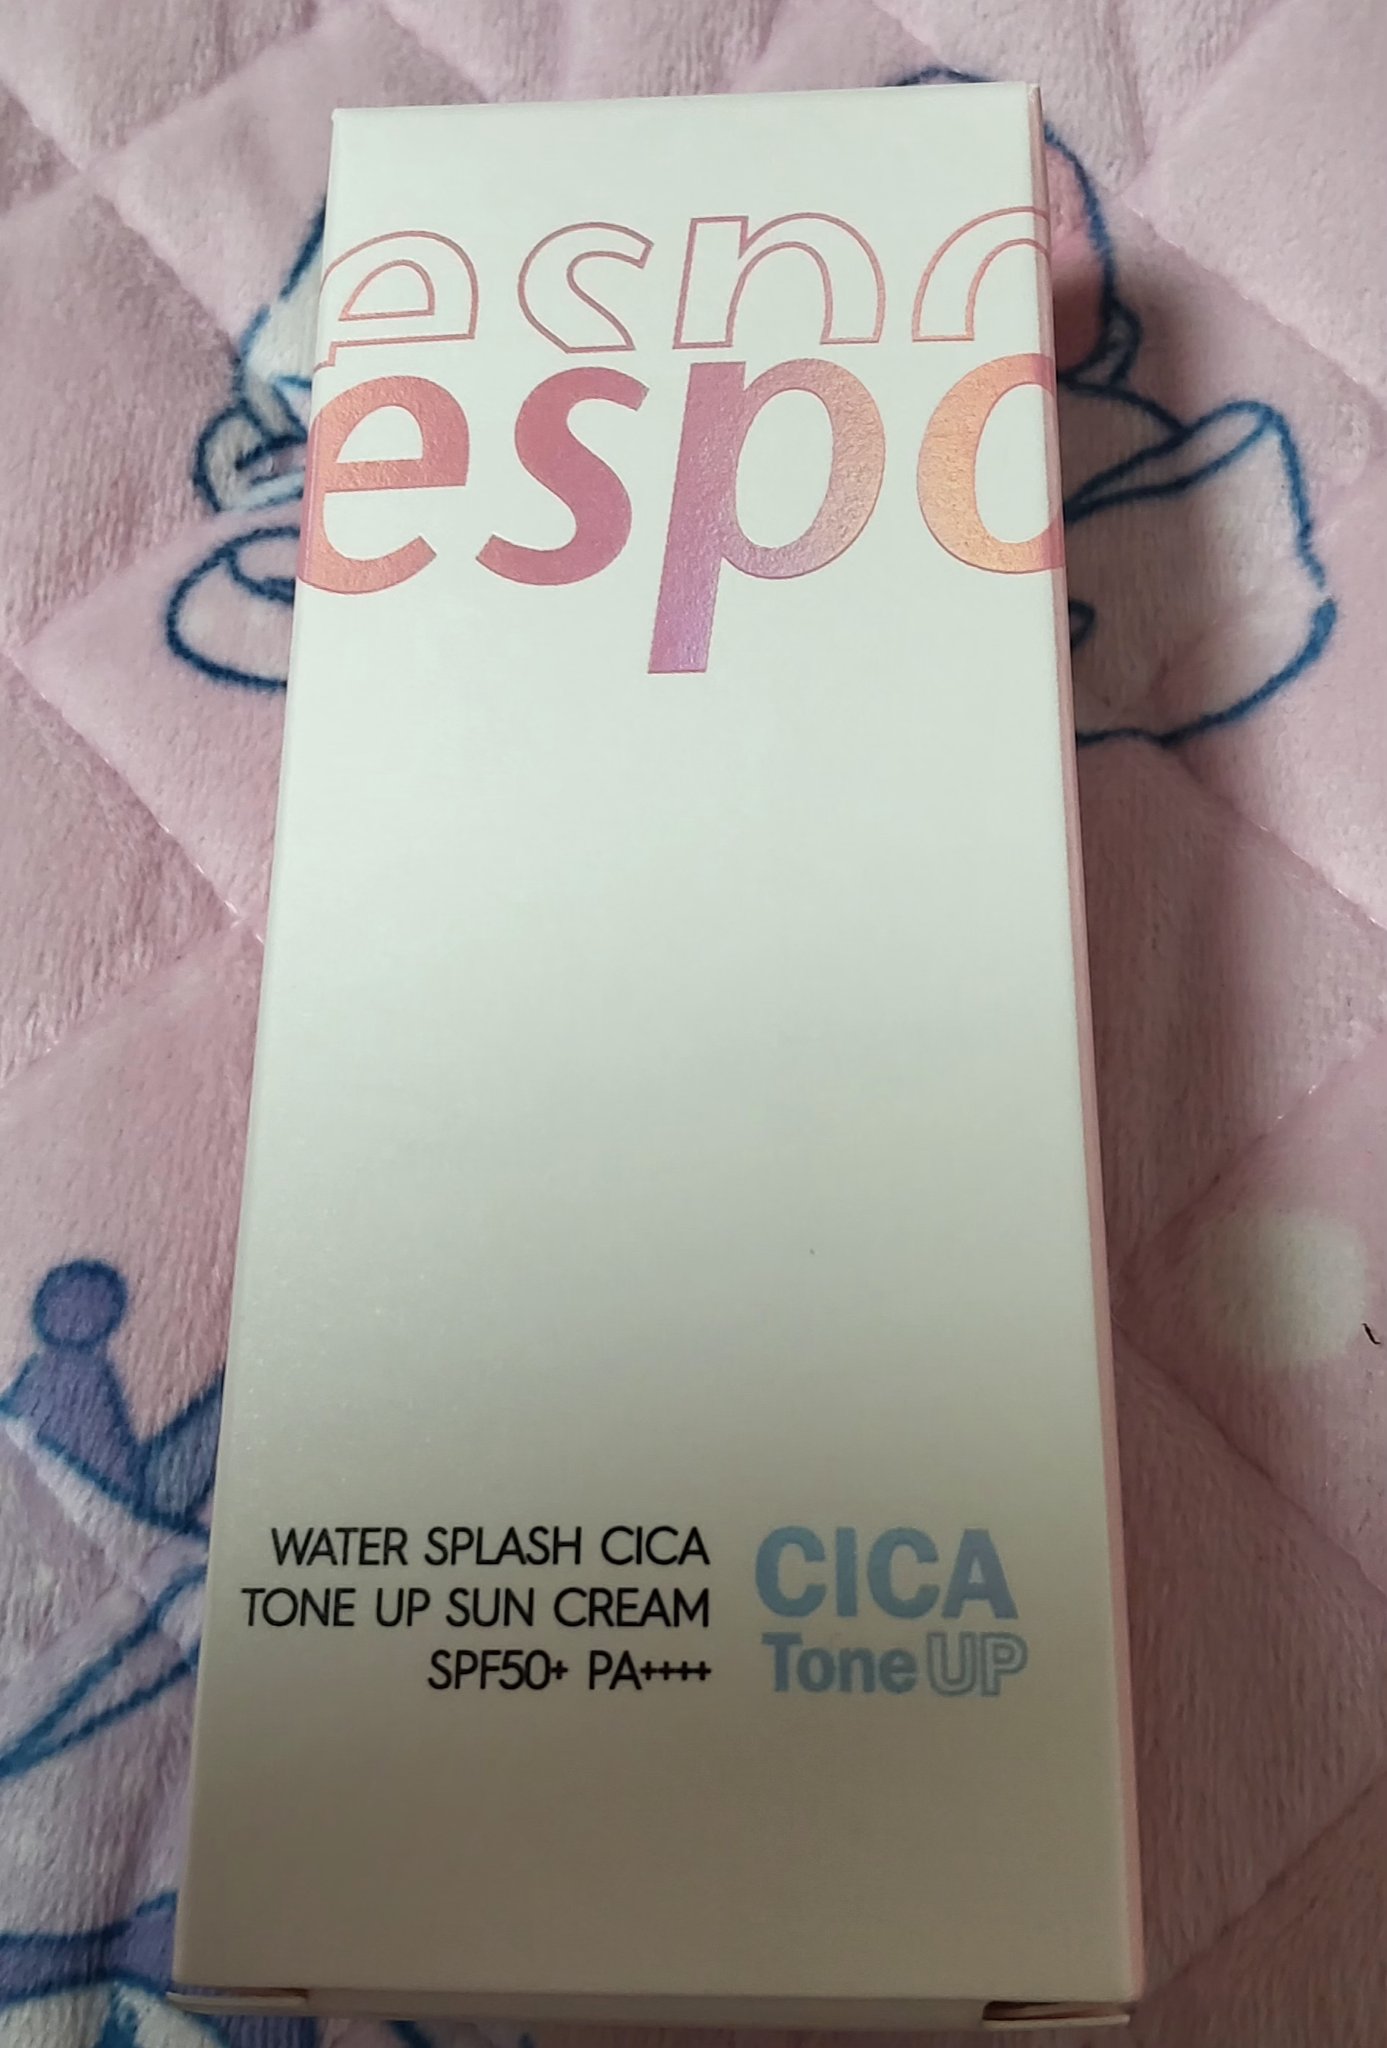 espo
WATER SPLASH CICA
TONE UP SUN CREAM
SPF50+ PA++++
CICA
Tone UP